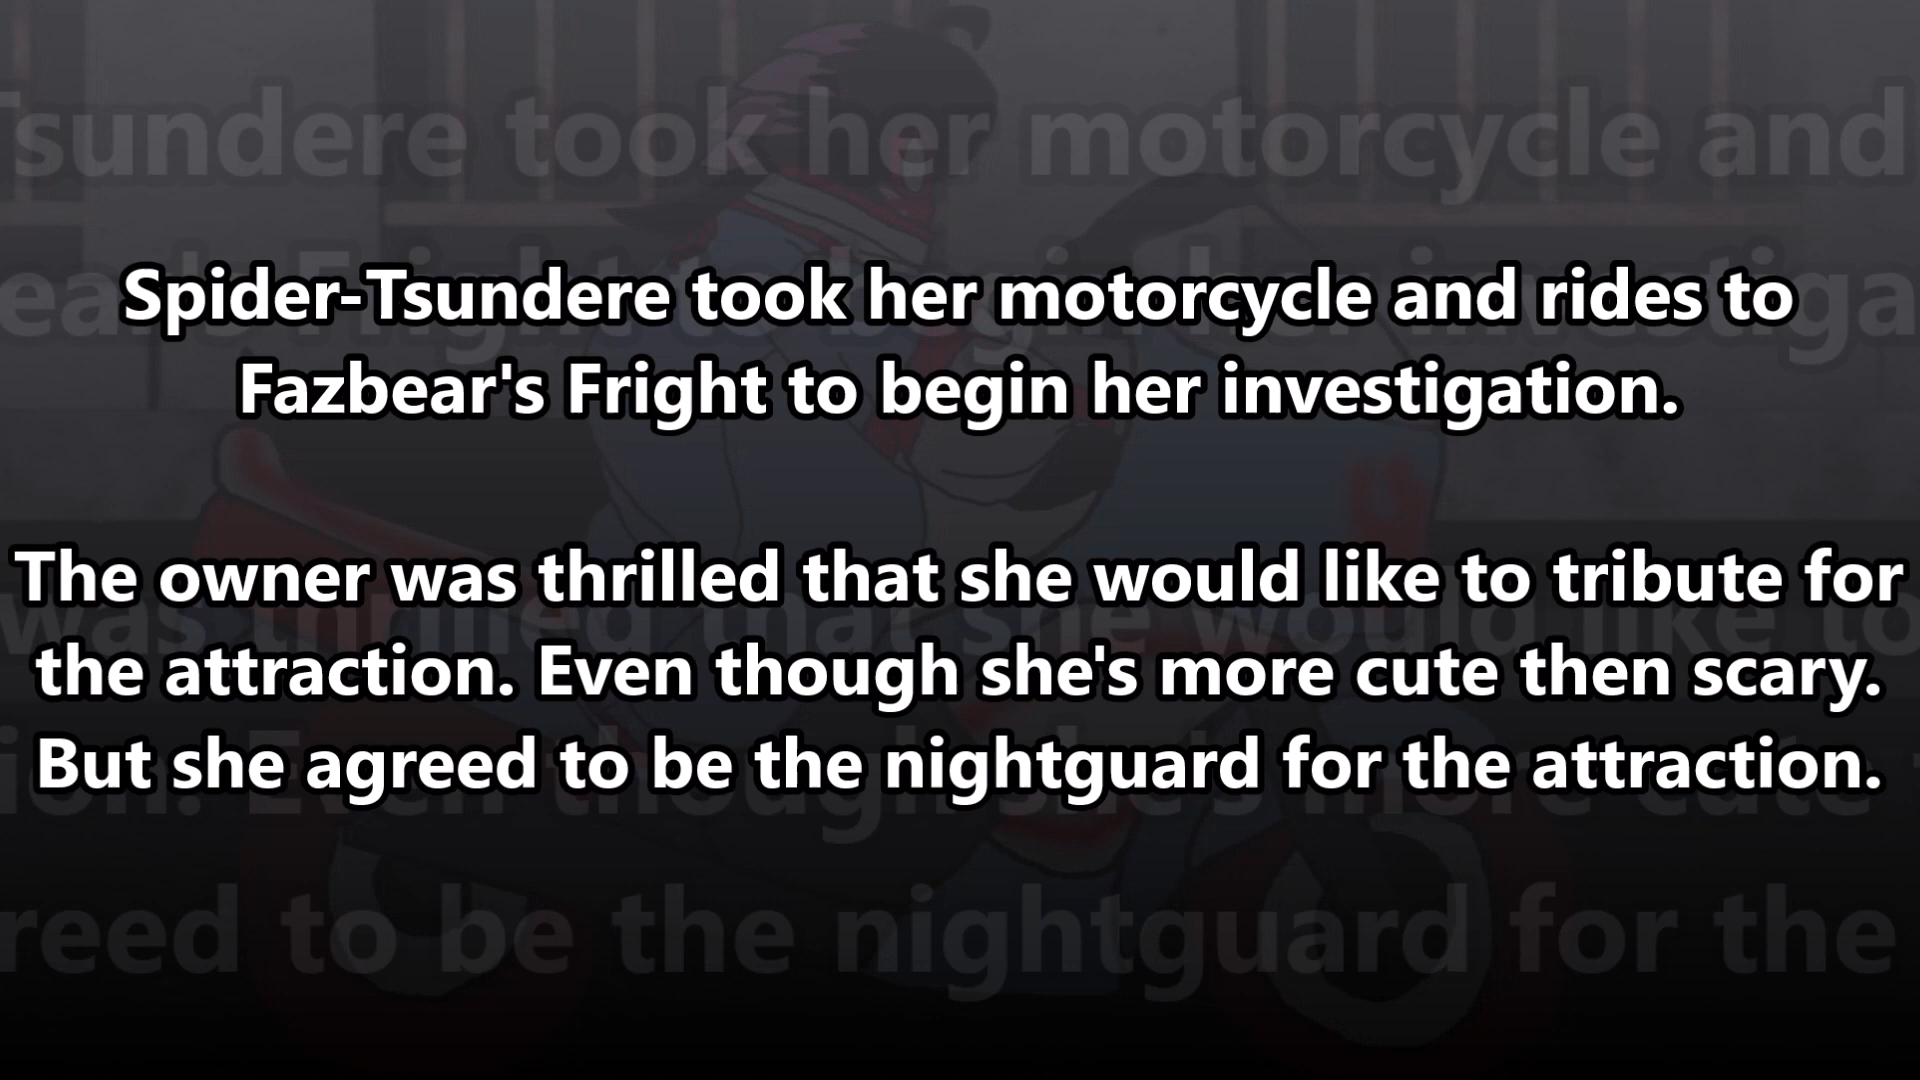 Spider-Tsundere took her motorcycle and rides to
Fazbear's Fright to begin her investigation.
The owner was thrilled that she would like to tribute for
the attraction. Even though she's more cute then scary.
But she agreed to be the nightguard for the attraction.